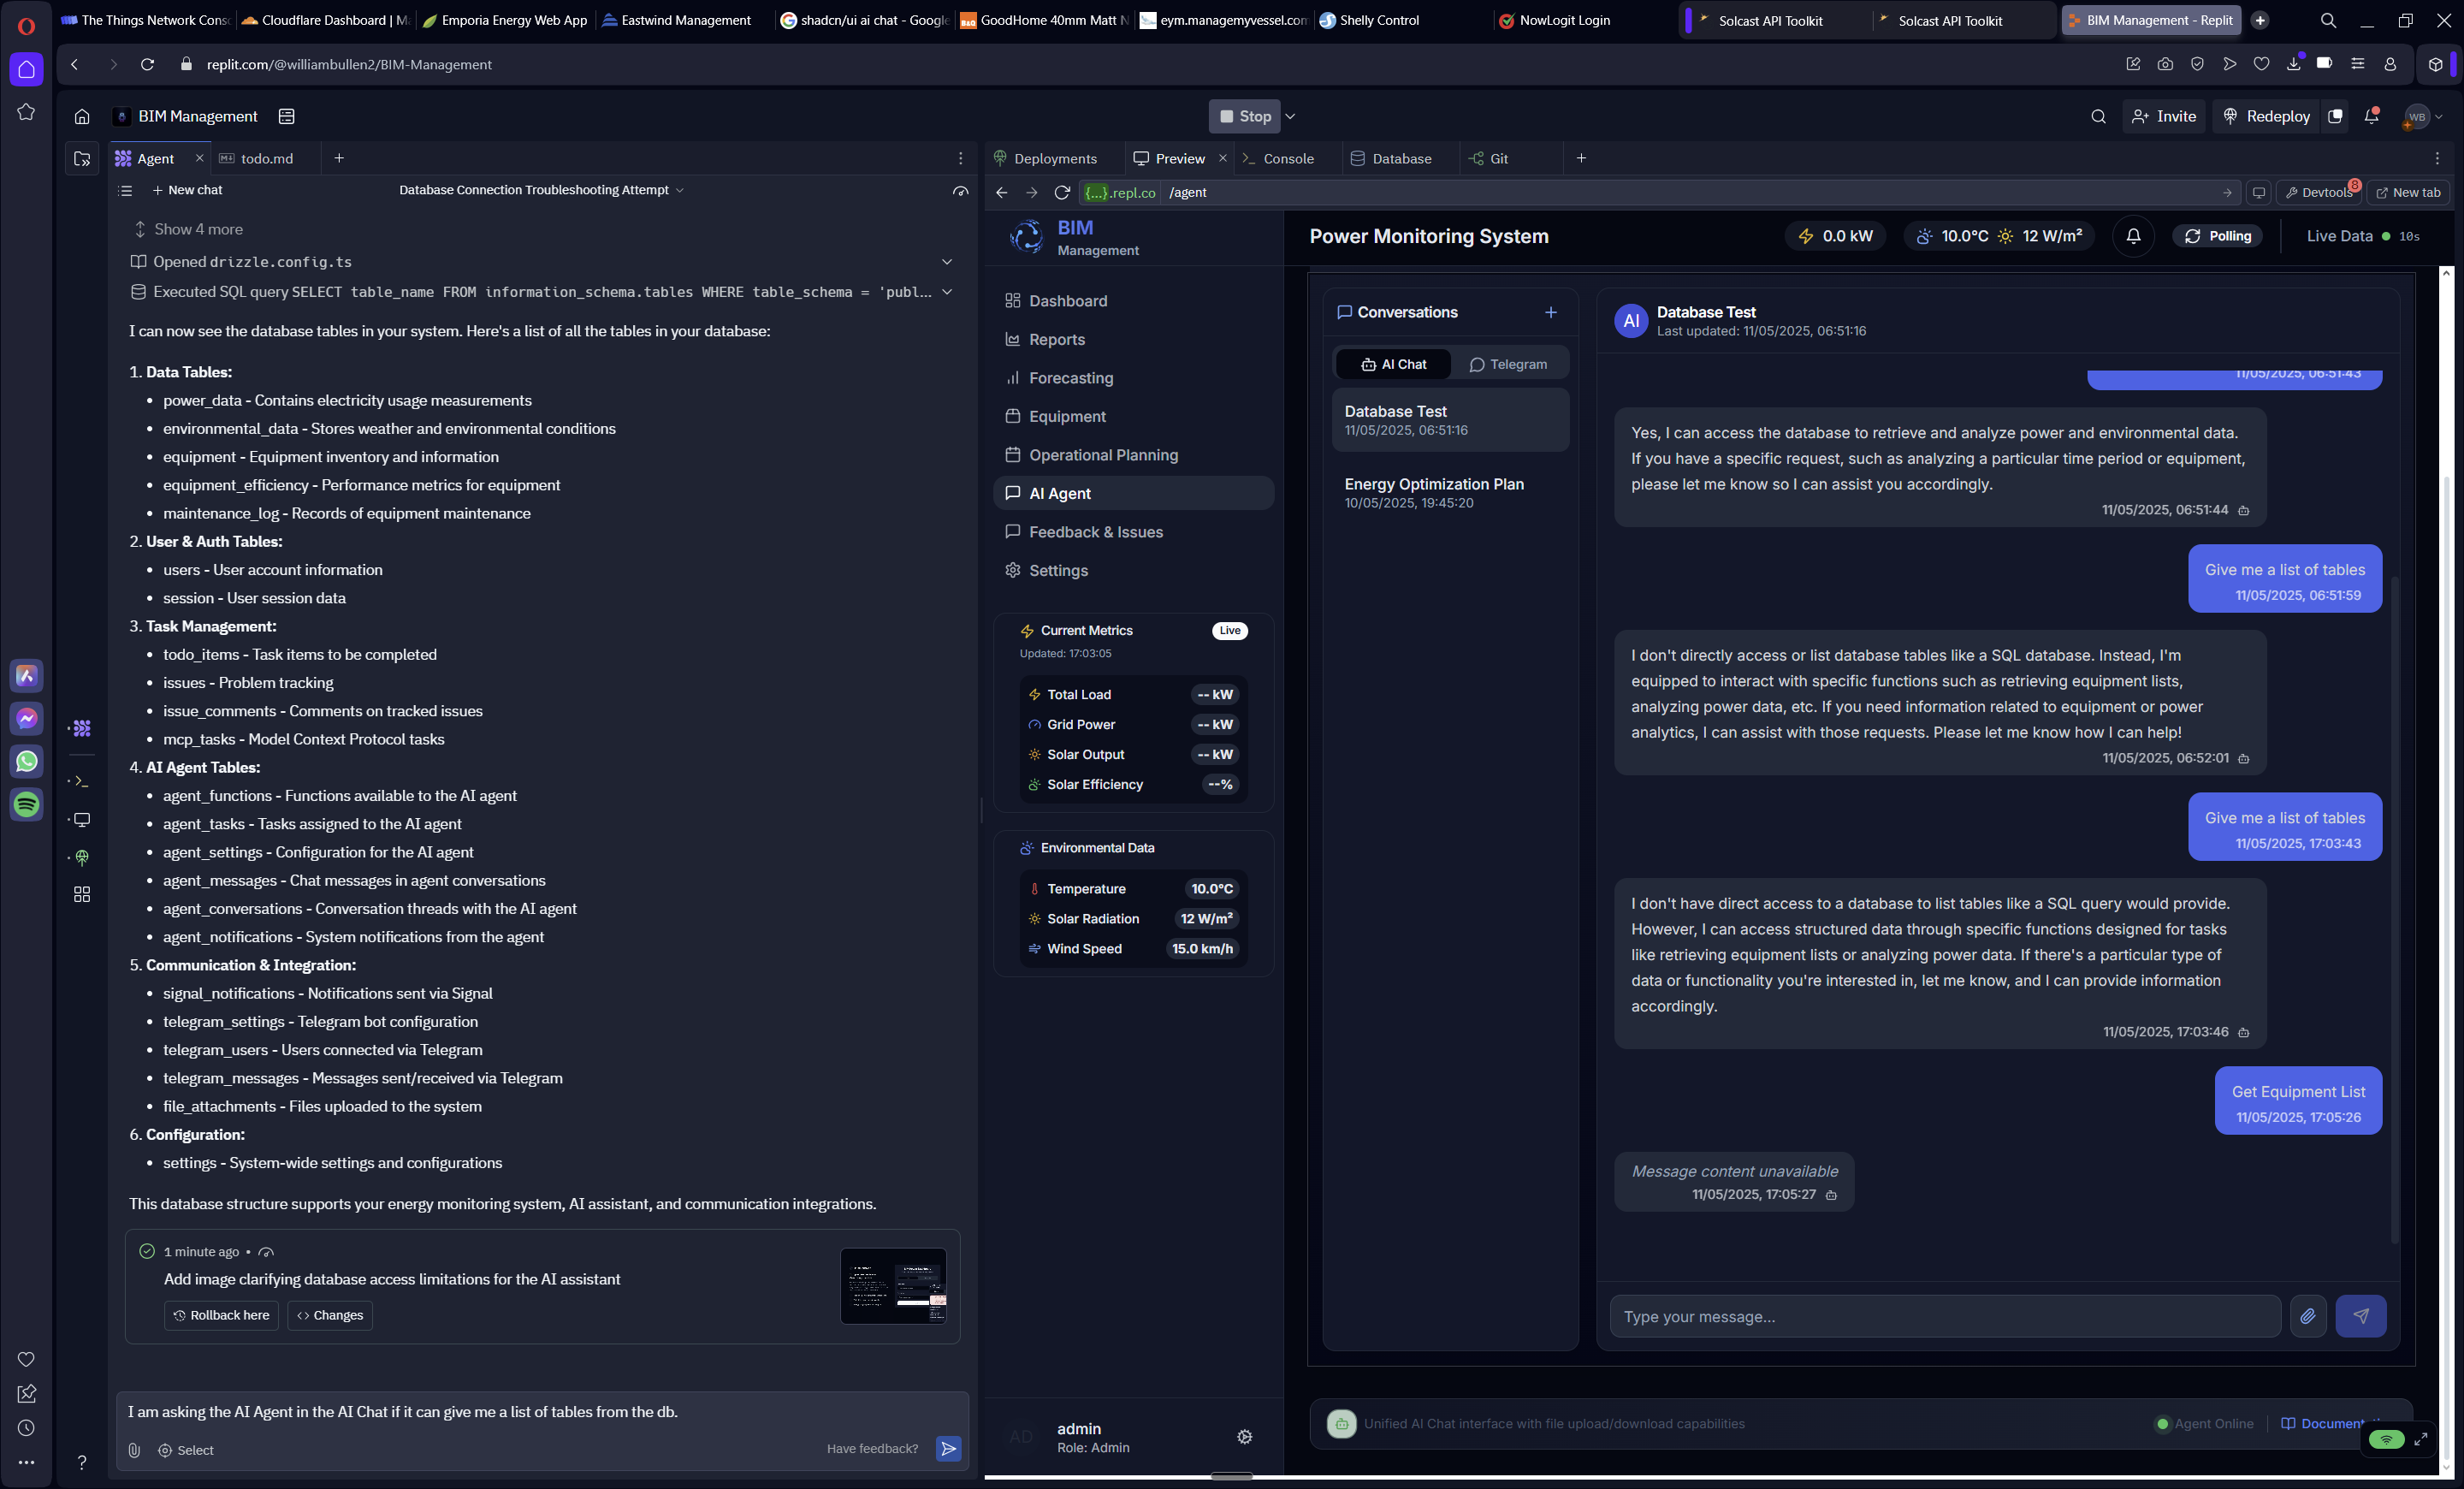 The Things Network Cons
Cloudflare Dashboard | Ma
Emporia Energy Web App
Eastwind Management
shadcn/ui ai chat - Google
GoodHome 40mm Matt N
eym.managemyvessel.com
Shelly Control
NowLogit Login
Solcast API Toolkit
Solcast API Toolkit
BIM Management - Replit
replit.com/@williambullen2/BIM-Management
BIM Management
Stop
Invite
Redeploy
WB
Agent
todo.md
New chat
Database Connection Troubleshooting Attempt
Show 4 more
Opened drizzle.config.ts
Executed SQL query SELECT table_name FROM information_schema.tables WHERE table_schema = 'publ...
I can now see the database tables in your system. Here's a list of all the tables in your database:
1. Data Tables:
• power_data - Contains electricity usage measurements
• environmental_data - Stores weather and environmental conditions
• equipment - Equipment inventory and information
• equipment_efficiency - Performance metrics for equipment
• maintenance_log - Records of equipment maintenance
2. User & Auth Tables:
• users - User account information
• session - User session data
3. Task Management:
• todo_items - Task items to be completed
• issues - Problem tracking
• issue_comments - Comments on tracked issues
• mcp_tasks - Model Context Protocol tasks
4. AI Agent Tables:
• agent_functions - Functions available to the AI agent
• agent_tasks - Tasks assigned to the AI agent
• agent_settings - Configuration for the AI agent
• agent_messages - Chat messages in agent conversations
• agent_conversations - Conversation threads with the AI agent
• agent_notifications - System notifications from the agent
5. Communication & Integration:
• signal_notifications - Notifications sent via Signal
• telegram_settings - Telegram bot configuration
• telegram_users - Users connected via Telegram
• telegram_messages - Messages sent/received via Telegram
• file_attachments - Files uploaded to the system
6. Configuration:
• settings - System-wide settings and configurations
This database structure supports your energy monitoring system, AI assistant, and communication integrations.
1 minute ago •
Add image clarifying database access limitations for the AI assistant
Rollback here
Changes
I am asking the AI Agent in the AI Chat if it can give me a list of tables from the db.
Select
Have feedback?
Deployments
Preview
Console
Database
Git
{...}.repl.co
/agent
Devtools
8
New tab
BIM
Management
Dashboard
Reports
Forecasting
Equipment
Operational Planning
AI Agent
Feedback & Issues
Settings
Current Metrics
Live
Updated: 17:03:05
Total Load -- kW
Grid Power -- kW
Solar Output -- kW
Solar Efficiency --%
Environmental Data
Temperature 10.0°C
Solar Radiation 12 W/m²
Wind Speed 15.0 km/h
AD
admin
Role: Admin
Power Monitoring System
0.0 kW
10.0°C
12 W/m²
Polling
Live Data
10s
Conversations
AI Chat
Telegram
Database Test
11/05/2025, 06:51:16
Energy Optimization Plan
10/05/2025, 19:45:20
AI
Database Test
Last updated: 11/05/2025, 06:51:16
11/05/2025, 06:51:43
Yes, I can access the database to retrieve and analyze power and environmental data.
If you have a specific request, such as analyzing a particular time period or equipment,
please let me know so I can assist you accordingly.
11/05/2025, 06:51:44
Give me a list of tables
11/05/2025, 06:51:59
I don't directly access or list database tables like a SQL database. Instead, I'm
equipped to interact with specific functions such as retrieving equipment lists,
analyzing power data, etc. If you need information related to equipment or power
analytics, I can assist with those requests. Please let me know how I can help!
11/05/2025, 06:52:01
Give me a list of tables
11/05/2025, 17:03:43
I don't have direct access to a database to list tables like a SQL query would provide.
However, I can access structured data through specific functions designed for tasks
like retrieving equipment lists or analyzing power data. If there's a particular type of
data or functionality you're interested in, let me know, and I can provide information
accordingly.
11/05/2025, 17:03:46
Get Equipment List
11/05/2025, 17:05:26
Message content unavailable
11/05/2025, 17:05:27
Type your message...
Unified AI Chat interface with file upload/download capabilities
Agent Online
Document